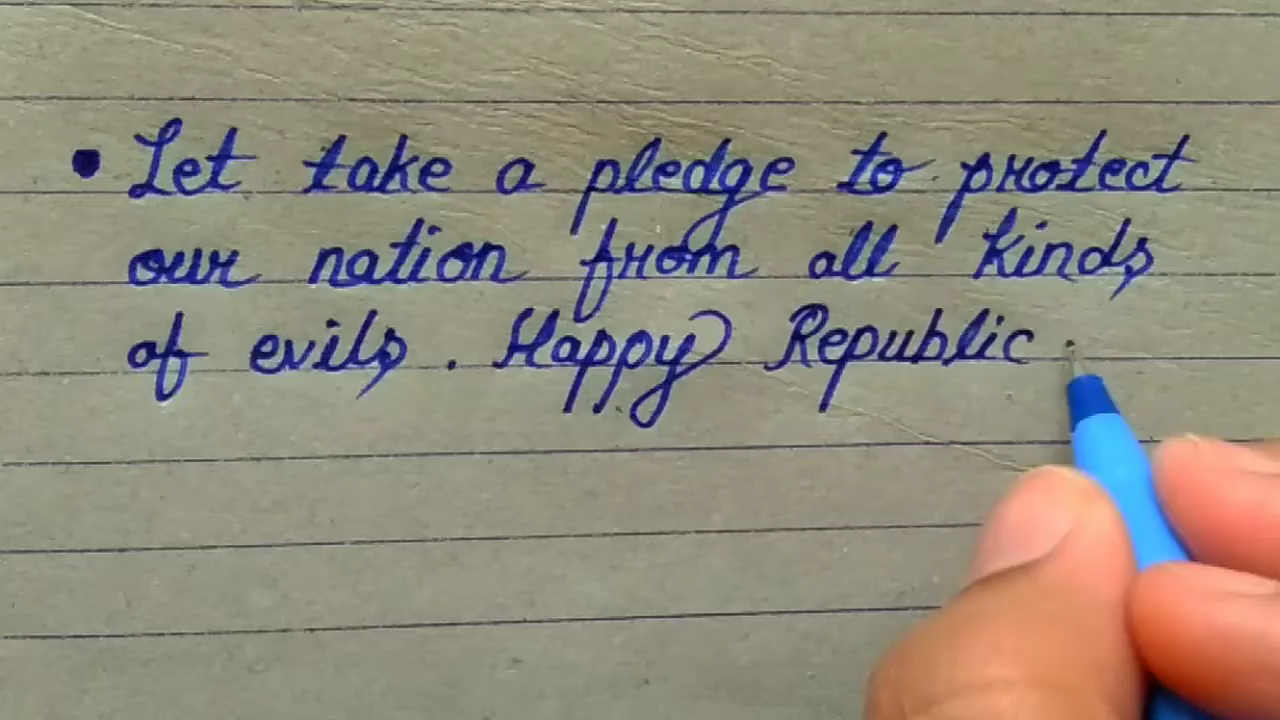 • Let take a pledge to protect
our nation from all kinds
of evils. Happy Republic